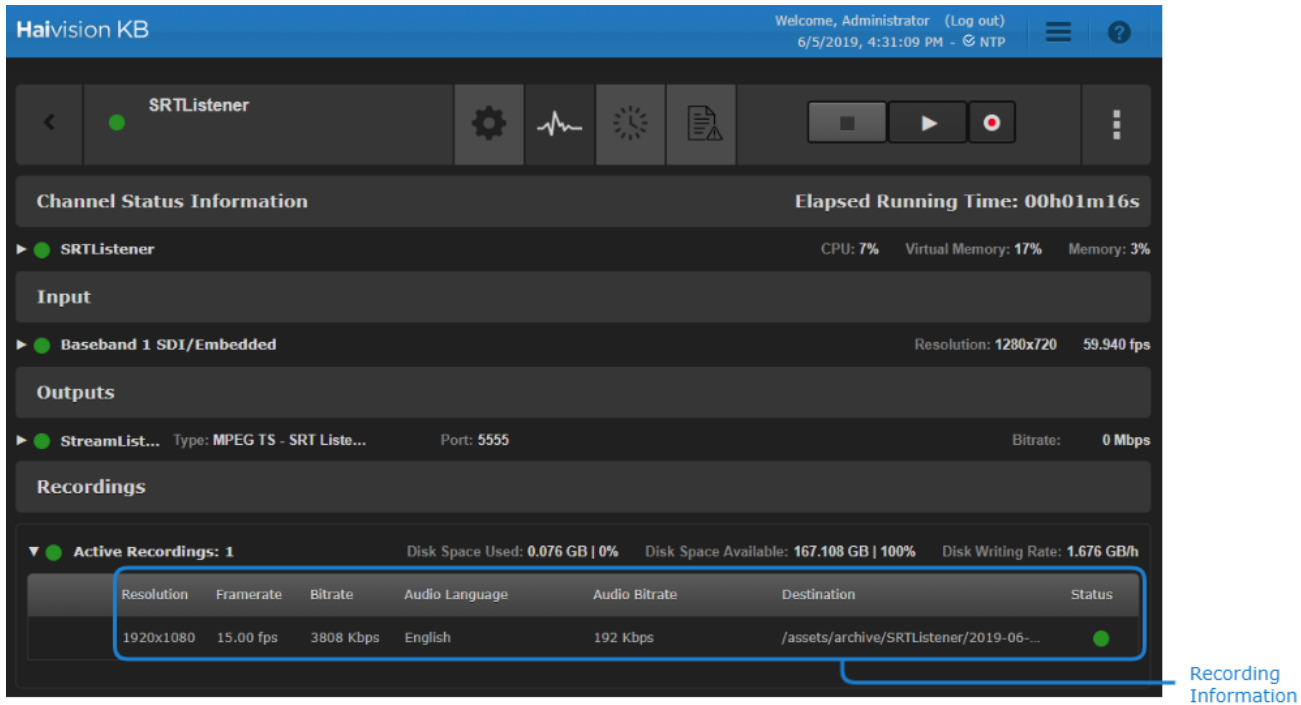 Haivision KB
Welcome, Administrator (Log out)
6/5/2019, 4:31:09 PM - NTP
?
SRTListener
Channel Status Information Elapsed Running Time: 00h01m16s
SRTListener CPU: 7% Virtual Memory: 17% Memory: 3%
Input
Baseband 1 SDI/Embedded Resolution: 1280x720 59.940 fps
Outputs
StreamList... Type: MPEG TS - SRT Liste... Port: 5555 Bitrate: 0 Mbps
Recordings
Active Recordings: 1 Disk Space Used: 0.076 GB | 0% Disk Space Available: 167.108 GB | 100% Disk Writing Rate: 1.676 GB/h
Resolution Framerate Bitrate Audio Language Audio Bitrate Destination Status
1920x1080 15.00 fps 3808 Kbps English 192 Kbps /assets/archive/SRTListener/2019-06-...
Recording
Information